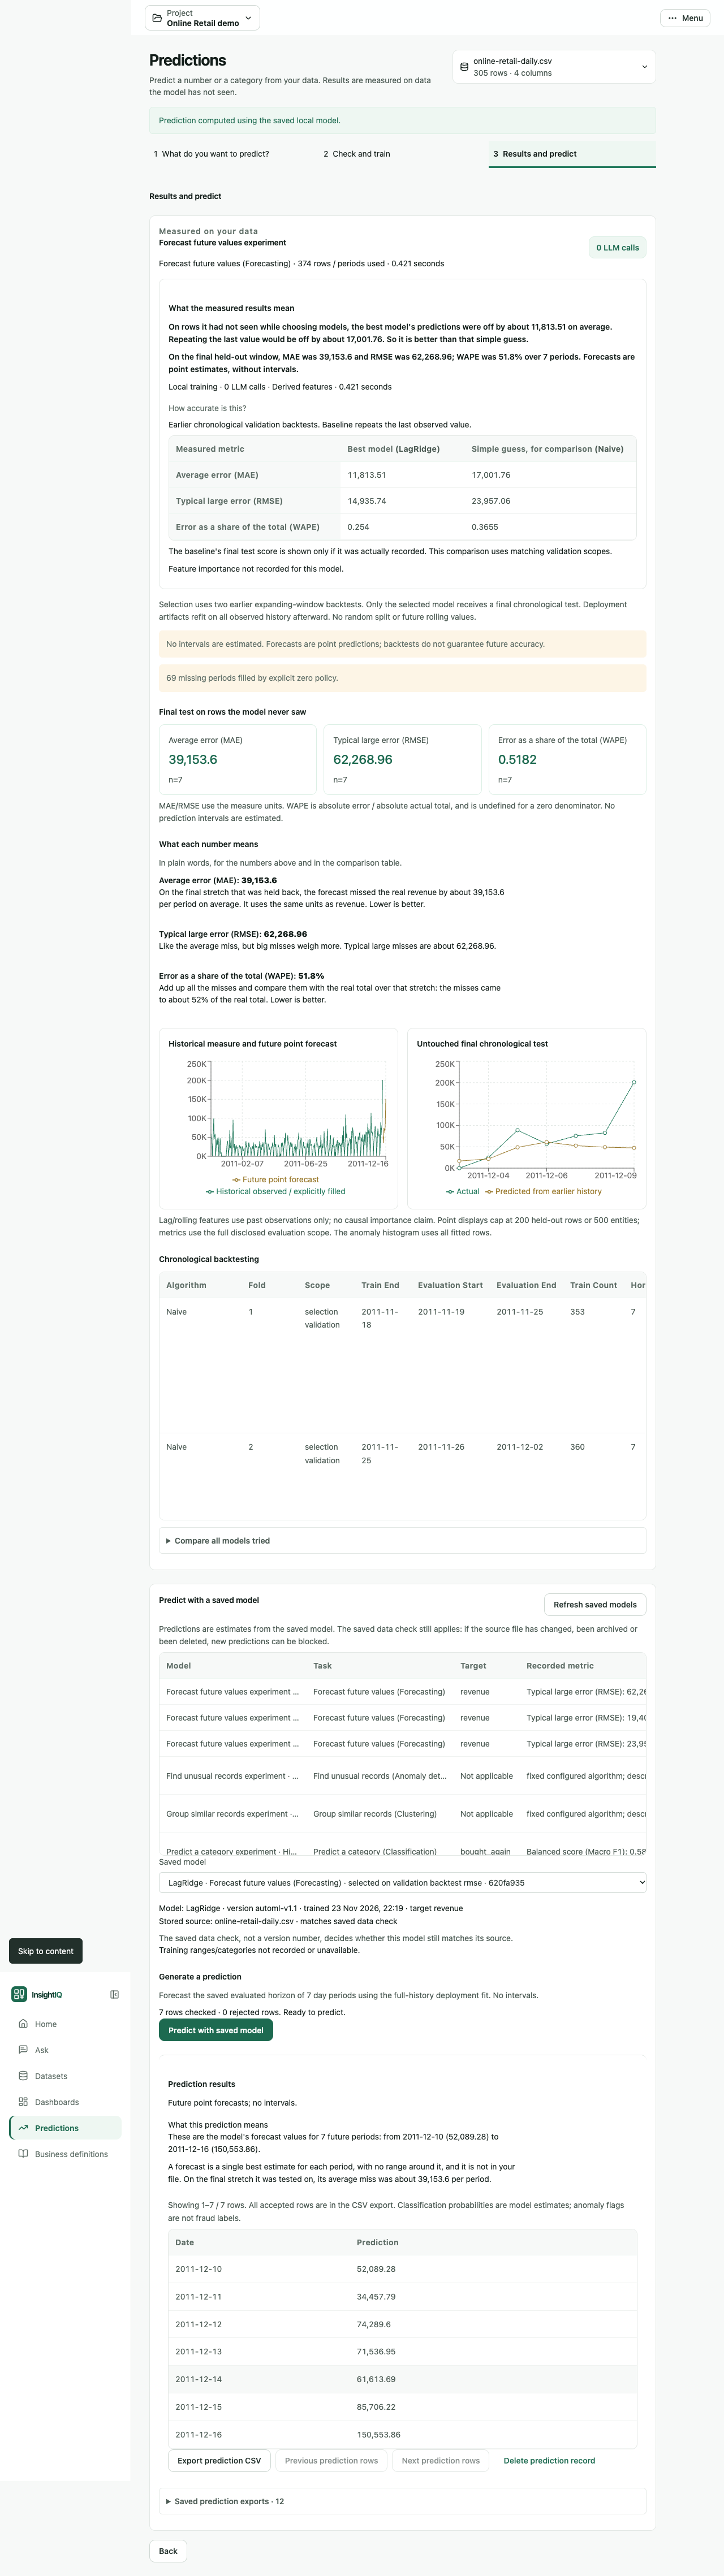 Project
Online Retail demo
Menu
Predictions
Predict a number or a category from your data. Results are measured on data
the model has not seen.
online-retail-daily.csv
305 rows · 4 columns
Prediction computed using the saved local model.
1 What do you want to predict?
2 Check and train
3 Results and predict
Results and predict
Measured on your data
Forecast future values experiment
0 LLM calls
Forecast future values (Forecasting) · 374 rows / periods used · 0.421 seconds
What the measured results mean
On rows it had not seen while choosing models, the best model's predictions were off by about 11,813.51 on average.
Repeating the last value would be off by about 17,001.76. So it is better than that simple guess.
On the final held-out window, MAE was 39,153.6 and RMSE was 62,268.96; WAPE was 51.8% over 7 periods. Forecasts are
point estimates, without intervals.
Local training · 0 LLM calls · Derived features · 0.421 seconds
How accurate is this?
Earlier chronological validation backtests. Baseline repeats the last observed value.
Measured metric Best model (LagRidge) Simple guess, for comparison (Naive)
Average error (MAE) 11,813.51 17,001.76
Typical large error (RMSE) 14,935.74 23,957.06
Error as a share of the total (WAPE) 0.254 0.3655
The baseline's final test score is shown only if it was actually recorded. This comparison uses matching validation scopes.
Feature importance not recorded for this model.
Selection uses two earlier expanding-window backtests. Only the selected model receives a final chronological test. Deployment
artifacts refit on all observed history afterward. No random split or future rolling values.
No intervals are estimated. Forecasts are point predictions; backtests do not guarantee future accuracy.
69 missing periods filled by explicit zero policy.
Final test on rows the model never saw
Average error (MAE)
39,153.6
n=7
Typical large error (RMSE)
62,268.96
n=7
Error as a share of the total (WAPE)
0.5182
n=7
MAE/RMSE use the measure units. WAPE is absolute error / absolute actual total, and is undefined for a zero denominator. No
prediction intervals are estimated.
What each number means
In plain words, for the numbers above and in the comparison table.
Average error (MAE): 39,153.6
On the final stretch that was held back, the forecast missed the real revenue by about 39,153.6
per period on average. It uses the same units as revenue. Lower is better.
Typical large error (RMSE): 62,268.96
Like the average miss, but big misses weigh more. Typical large misses are about 62,268.96.
Error as a share of the total (WAPE): 51.8%
Add up all the misses and compare them with the real total over that stretch: the misses came
to about 52% of the real total. Lower is better.
Historical measure and future point forecast
250K
200K
150K
100K
50K
0K
2011-02-07 2011-06-25 2011-12-16
Future point forecast
Historical observed / explicitly filled
Untouched final chronological test
250K
200K
150K
100K
50K
0K
2011-12-04 2011-12-06 2011-12-09
Actual Predicted from earlier history
Lag/rolling features use past observations only; no causal importance claim. Point displays cap at 200 held-out rows or 500 entities;
metrics use the full disclosed evaluation scope. The anomaly histogram uses all fitted rows.
Chronological backtesting
Algorithm Fold Scope Train End Evaluation Start Evaluation End Train Count Hor
Naive 1 selection 2011-11- 2011-11-19 2011-11-25 353 7
validation 18
Naive 2 selection 2011-11- 2011-11-26 2011-12-02 360 7
validation 25
Compare all models tried
Predict with a saved model
Refresh saved models
Predictions are estimates from the saved model. The saved data check still applies: if the source file has changed, been archived or
been deleted, new predictions can be blocked.
Model Task Target Recorded metric
Forecast future values experiment ... Forecast future values (Forecasting) revenue Typical large error (RMSE): 62,26
Forecast future values experiment ... Forecast future values (Forecasting) revenue Typical large error (RMSE): 19,40
Forecast future values experiment ... Forecast future values (Forecasting) revenue Typical large error (RMSE): 23,95
Find unusual records experiment · ... Find unusual records (Anomaly det... Not applicable fixed configured algorithm; descr
Group similar records experiment ·... Group similar records (Clustering) Not applicable fixed configured algorithm; descr
Predict a category experiment · Hi... Predict a category (Classification) bought_again Balanced score (Macro F1): 0.58
Saved model
LagRidge · Forecast future values (Forecasting) · selected on validation backtest rmse · 620fa935
Model: LagRidge · version automl-v1.1 · trained 23 Nov 2026, 22:19 · target revenue
Stored source: online-retail-daily.csv · matches saved data check
The saved data check, not a version number, decides whether this model still matches its source.
Training ranges/categories not recorded or unavailable.
Skip to content
InsightIQ
Home
Ask
Datasets
Dashboards
Predictions
Business definitions
Generate a prediction
Forecast the saved evaluated horizon of 7 day periods using the full-history deployment fit. No intervals.
7 rows checked · 0 rejected rows. Ready to predict.
Predict with saved model
Prediction results
Future point forecasts; no intervals.
What this prediction means
These are the model's forecast values for 7 future periods: from 2011-12-10 (52,089.28) to
2011-12-16 (150,553.86).
A forecast is a single best estimate for each period, with no range around it, and it is not in your
file. On the final stretch it was tested on, its average miss was about 39,153.6 per period.
Showing 1–7 / 7 rows. All accepted rows are in the CSV export. Classification probabilities are model estimates; anomaly flags
are not fraud labels.
Date Prediction
2011-12-10 52,089.28
2011-12-11 34,457.79
2011-12-12 74,289.6
2011-12-13 71,536.95
2011-12-14 61,613.69
2011-12-15 85,706.22
2011-12-16 150,553.86
Export prediction CSV
Previous prediction rows
Next prediction rows
Delete prediction record
Saved prediction exports · 12
Back